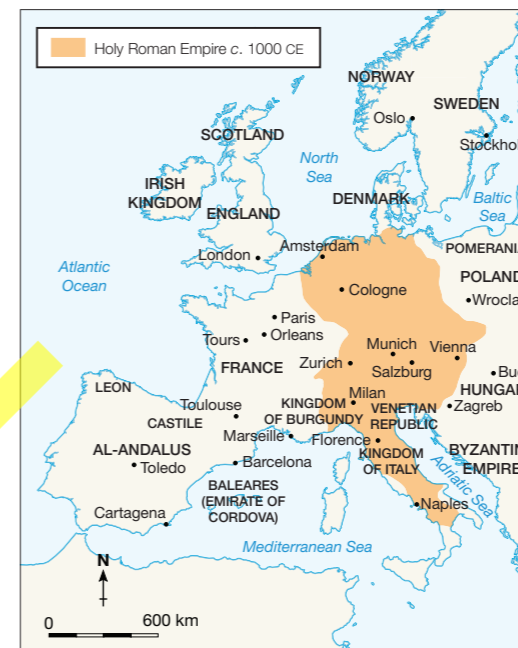 Holy Roman Empire c. 1000 CE
NORWAY
SWEDEN
Oslo
SCOTLAND
North
Sea
IRISH
KINGDOM
DENMARK
Baltic
Sea
ENGLAND
London
Amsterdam
POMERANIA
POLAND
Atlantic
Ocean
Cologne
Paris
Orleans
Tours
Munich
Vienna
FRANCE
Zurich
Salzburg
LEON
Milan
Toulouse
KINGDOM
OF BURGUNDY
VENETIAN
REPUBLIC
Zagreb
CASTILE
Marseille
Florence
KINGDOM
OF ITALY
AL-ANDALUS
Toledo
Barcelona
Adriatic Sea
EMPIRE
BALEARES
(EMIRATE OF
CORDOVA)
Cartagena
Naples
Mediterranean Sea
N
0
600 km